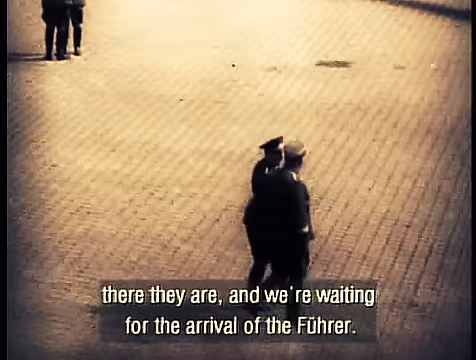 there they are, and we're waiting
for the arrival of the Führer.